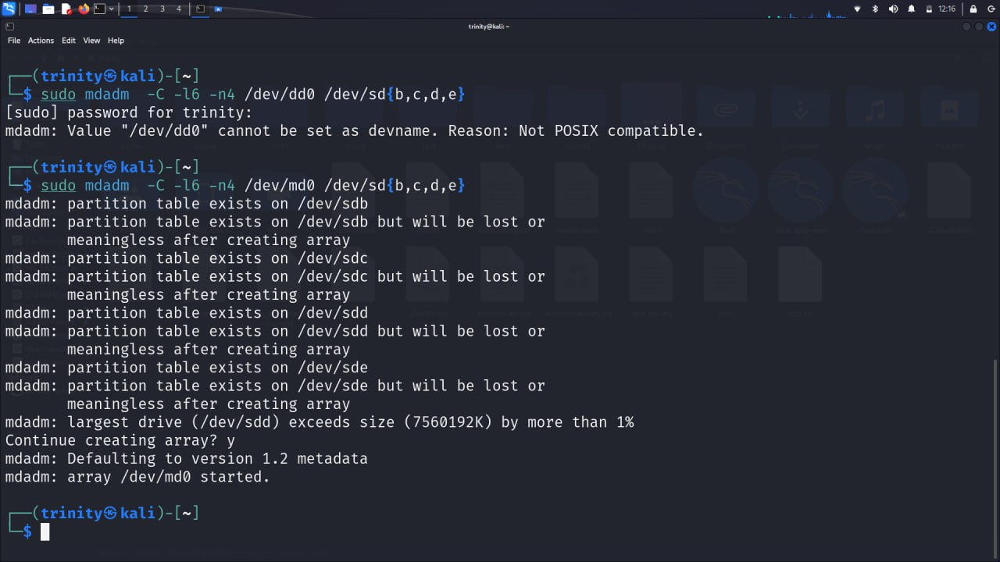 1 2 3 4
12:16
trinity@kali: ~
File Actions Edit View Help
┌──(trinity㉿kali)-[~]
└─$ sudo mdadm -C -l6 -n4 /dev/dd0 /dev/sd{b,c,d,e}
[sudo] password for trinity:
mdadm: Value "/dev/dd0" cannot be set as devname. Reason: Not POSIX compatible.
┌──(trinity㉿kali)-[~]
└─$ sudo mdadm -C -l6 -n4 /dev/md0 /dev/sd{b,c,d,e}
mdadm: partition table exists on /dev/sdb
mdadm: partition table exists on /dev/sdb but will be lost or
meaningless after creating array
mdadm: partition table exists on /dev/sdc
mdadm: partition table exists on /dev/sdc but will be lost or
meaningless after creating array
mdadm: partition table exists on /dev/sdd
mdadm: partition table exists on /dev/sdd but will be lost or
meaningless after creating array
mdadm: partition table exists on /dev/sde
mdadm: partition table exists on /dev/sde but will be lost or
meaningless after creating array
mdadm: largest drive (/dev/sdd) exceeds size (7560192K) by more than 1%
Continue creating array? y
mdadm: Defaulting to version 1.2 metadata
mdadm: array /dev/md0 started.
┌──(trinity㉿kali)-[~]
└─$